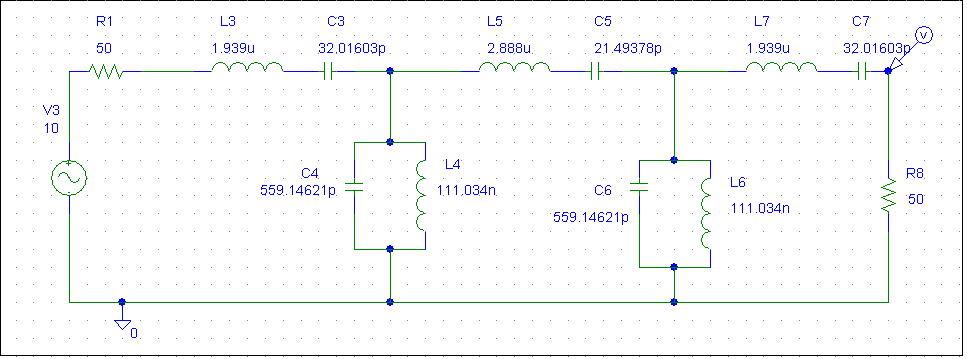 R1
50
L3
1.939u
C3
32.01603p
L5
2.888u
C5
21.49378p
L7
1.939u
C7
32.01603p
V
V3
10
C4
559.14621p
L4
111.034n
C6
559.14621p
L6
111.034n
R8
50
0